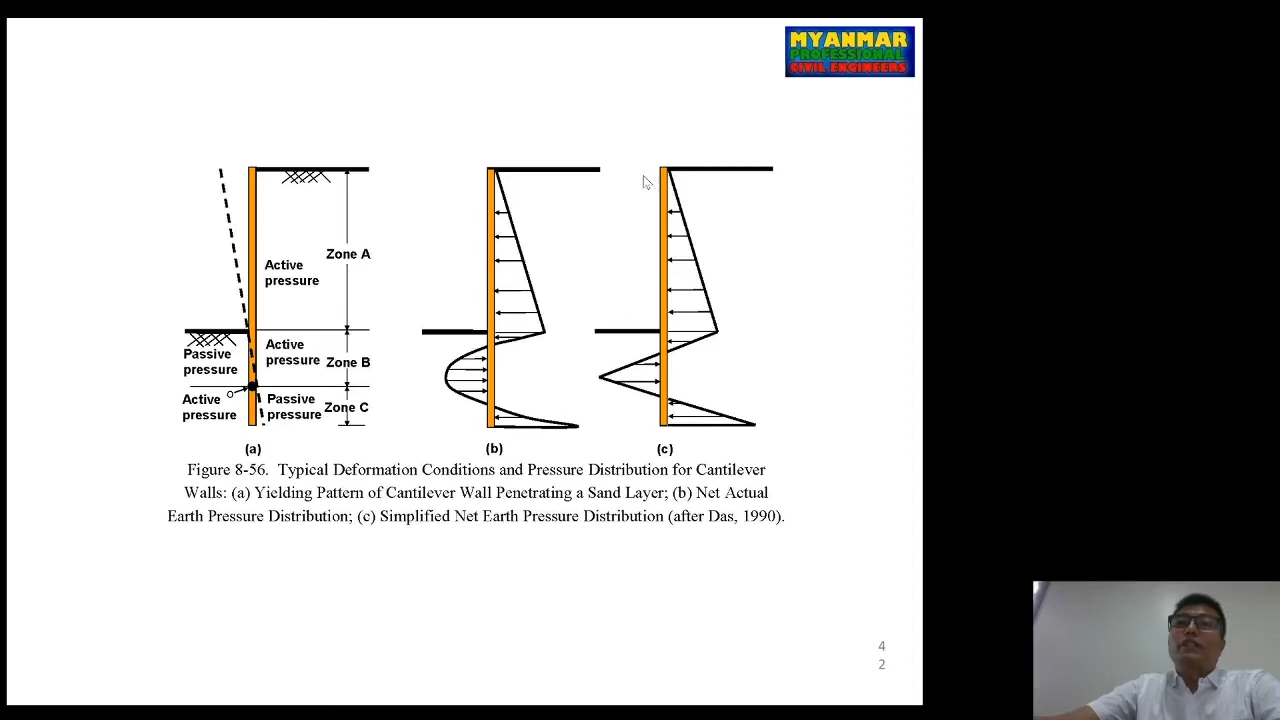 MYANMAR
PROFESSIONAL
CIVIL ENGINEERS
Zone A
Active
pressure
Passive
pressure
Active
pressure
Zone B
O
Active
pressure
Passive
pressure
Zone C
(a)
(b)
(c)
Figure 8-56. Typical Deformation Conditions and Pressure Distribution for Cantilever
Walls: (a) Yielding Pattern of Cantilever Wall Penetrating a Sand Layer; (b) Net Actual
Earth Pressure Distribution; (c) Simplified Net Earth Pressure Distribution (after Das, 1990).
4
2